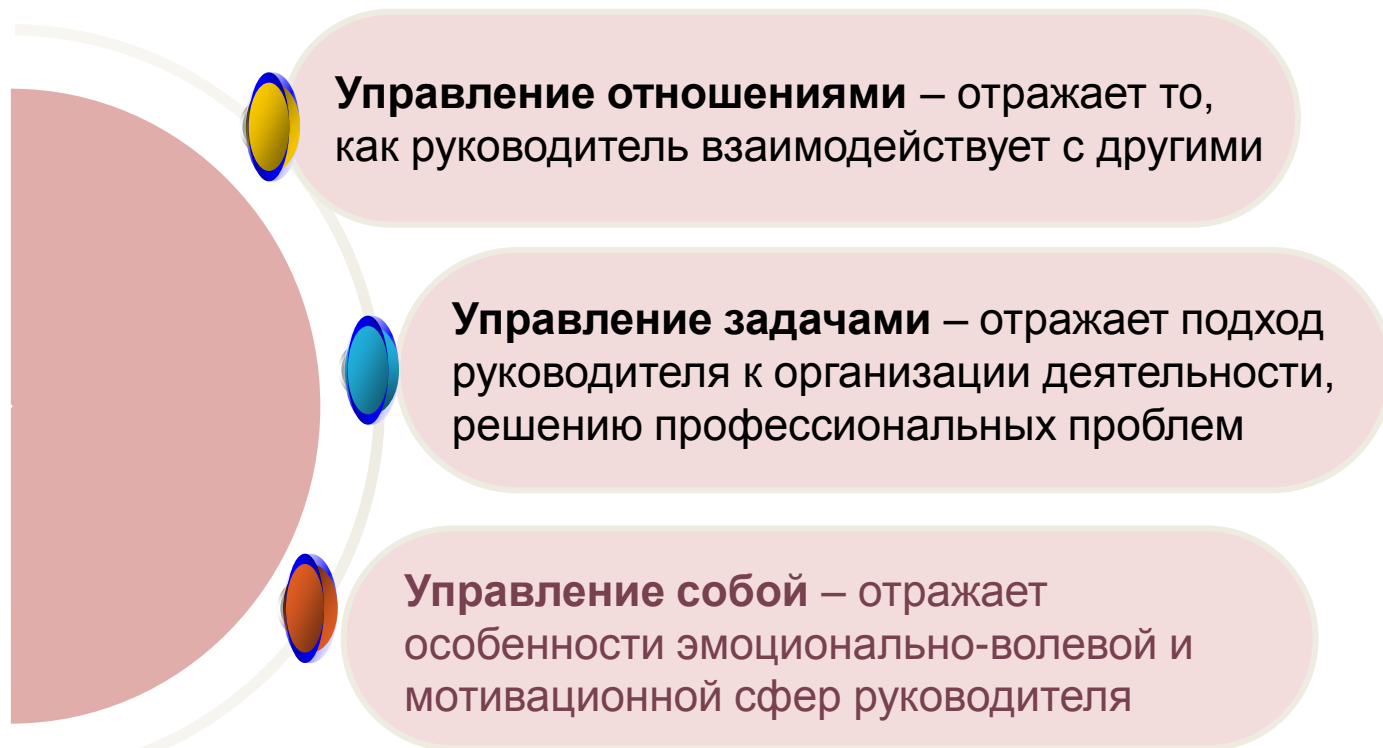 Управление отношениями – отражает то,
как руководитель взаимодействует с другими
Управление задачами – отражает подход
руководителя к организации деятельности,
решению профессиональных проблем
Управление собой – отражает
особенности эмоционально-волевой и
мотивационной сфер руководителя